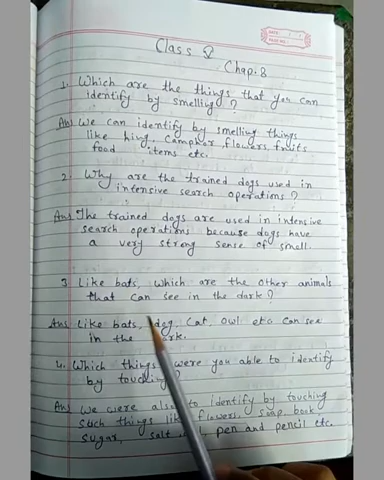 DATE
PAGE NO.
Class V
Chap. 8
1. Which are the things that you can
identify by smelling ?
Ans We can identify by smelling things
like hing, camphor, flowers, fruits
food items etc.
2. Why are the trained dogs used in
intensive search operations ?
Ans The trained dogs are used in intensive
search operations because dogs have
a very strong sense of smell.
3 Like bats, which are the other animals
that can see in the dark?
Ans Like bats, dog, cat, owl etc can see
in the
4. Which things were you able to identify
by
Ans We were also to identify by touching
such things like flowers, soap, book
sugar, salt pen and pencil etc.